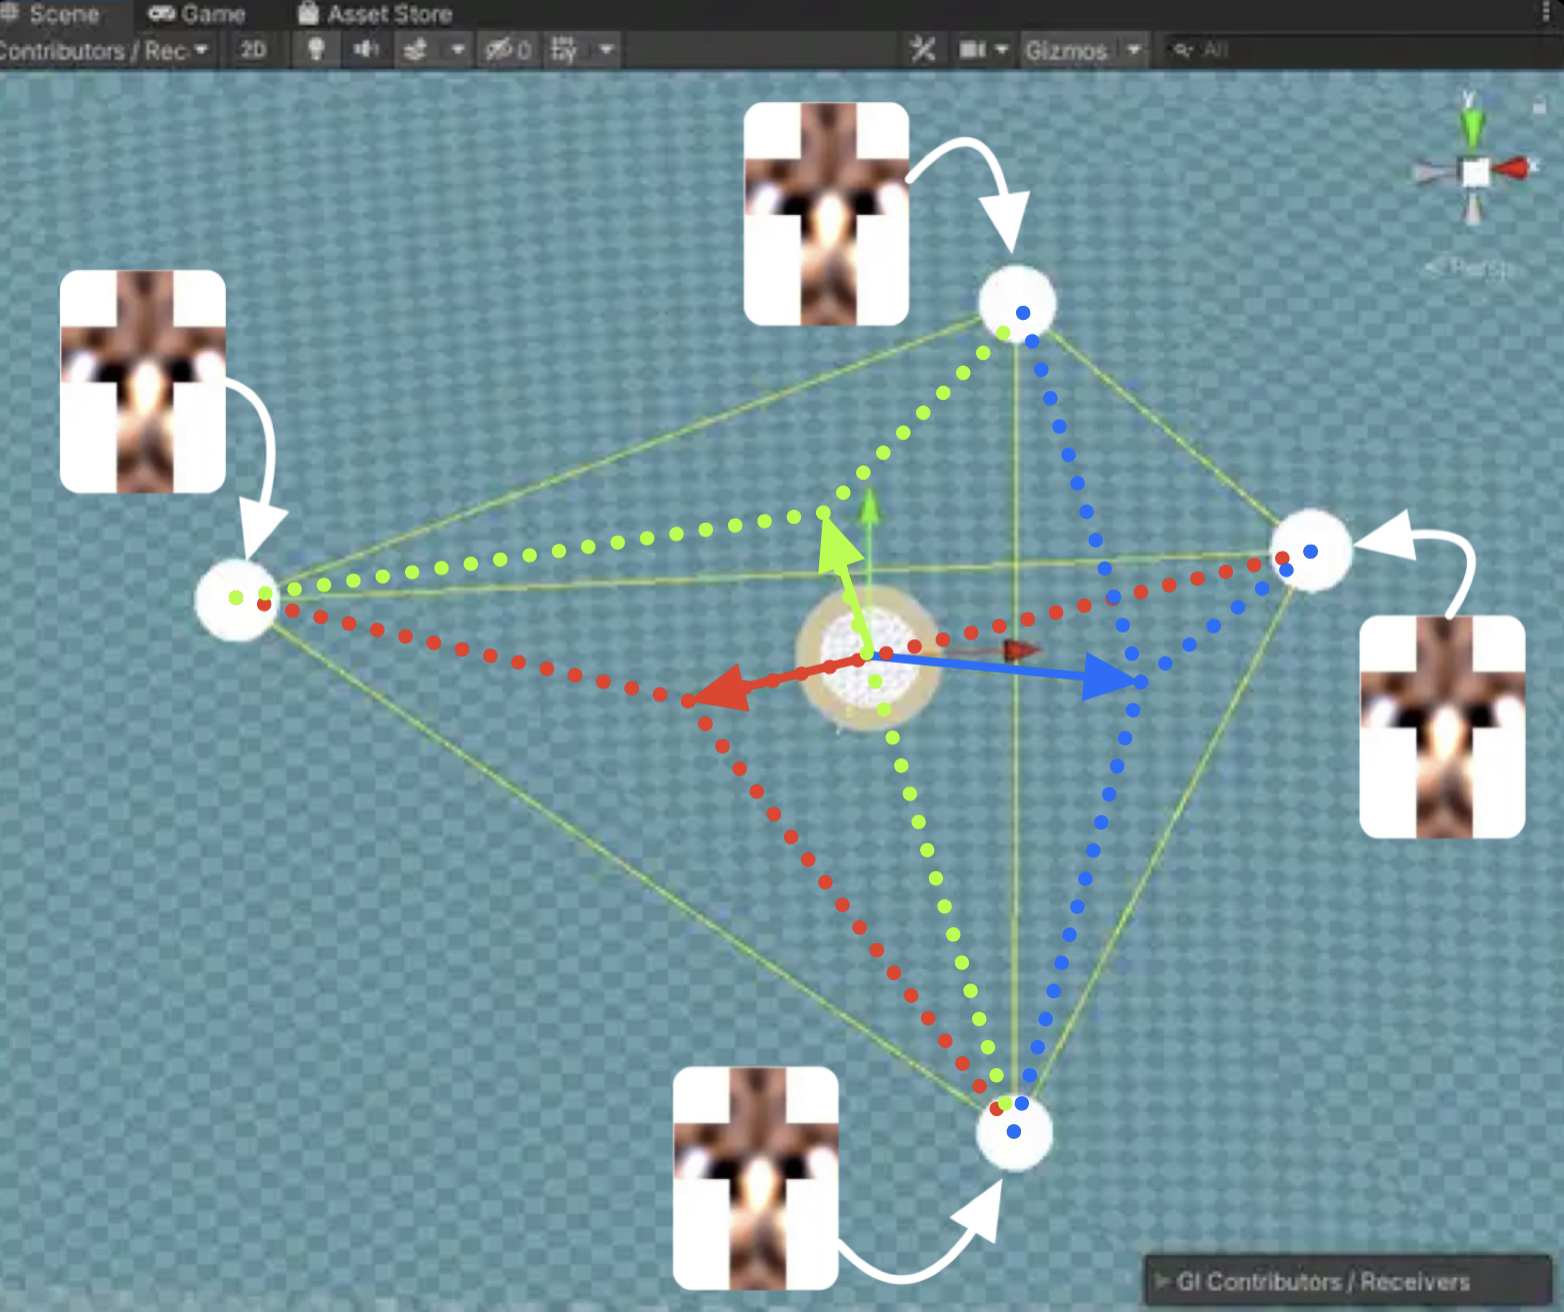 Scene Game Asset Store
Contributors / Rec 2D 0 Gizmos All
y
x
< Persp
GI Contributors / Receivers